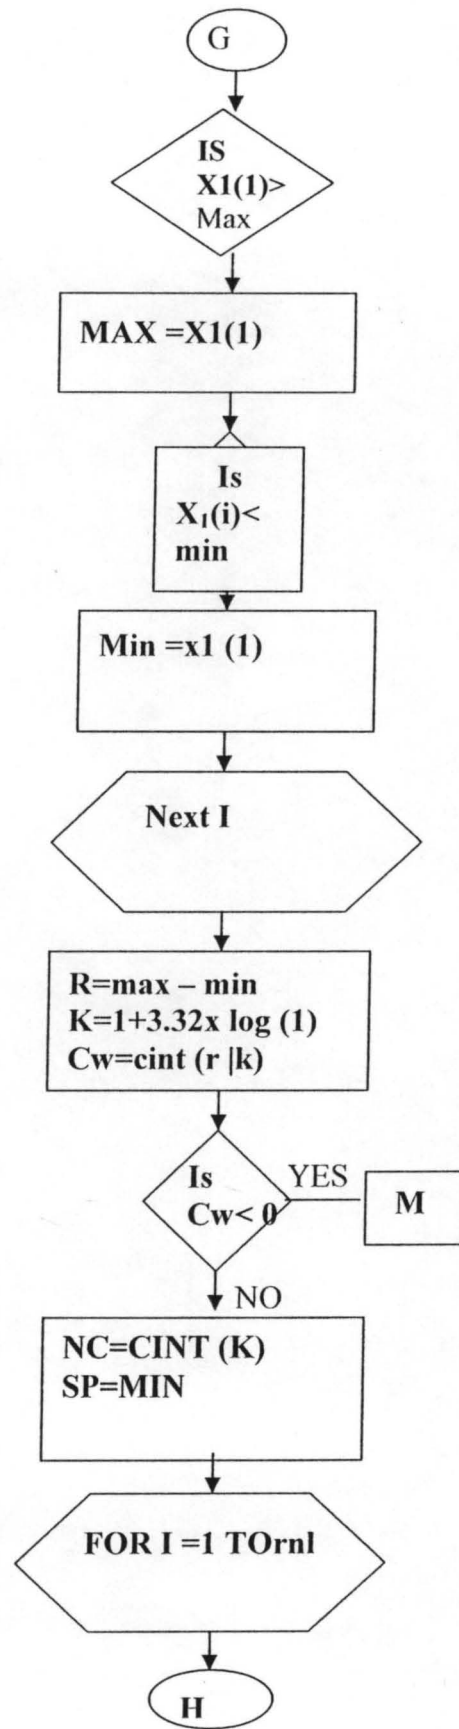 G
IS
X1(1)>
Max
MAX =X1(1)
Is
X₁(i)<
min
Min =x1 (1)
Next I
R=max – min
K=1+3.32x log (1)
Cw=cint (r |k)
Is
Cw< 0
YES
M
NO
NC=CINT (K)
SP=MIN
FOR I =1 TOrnl
H